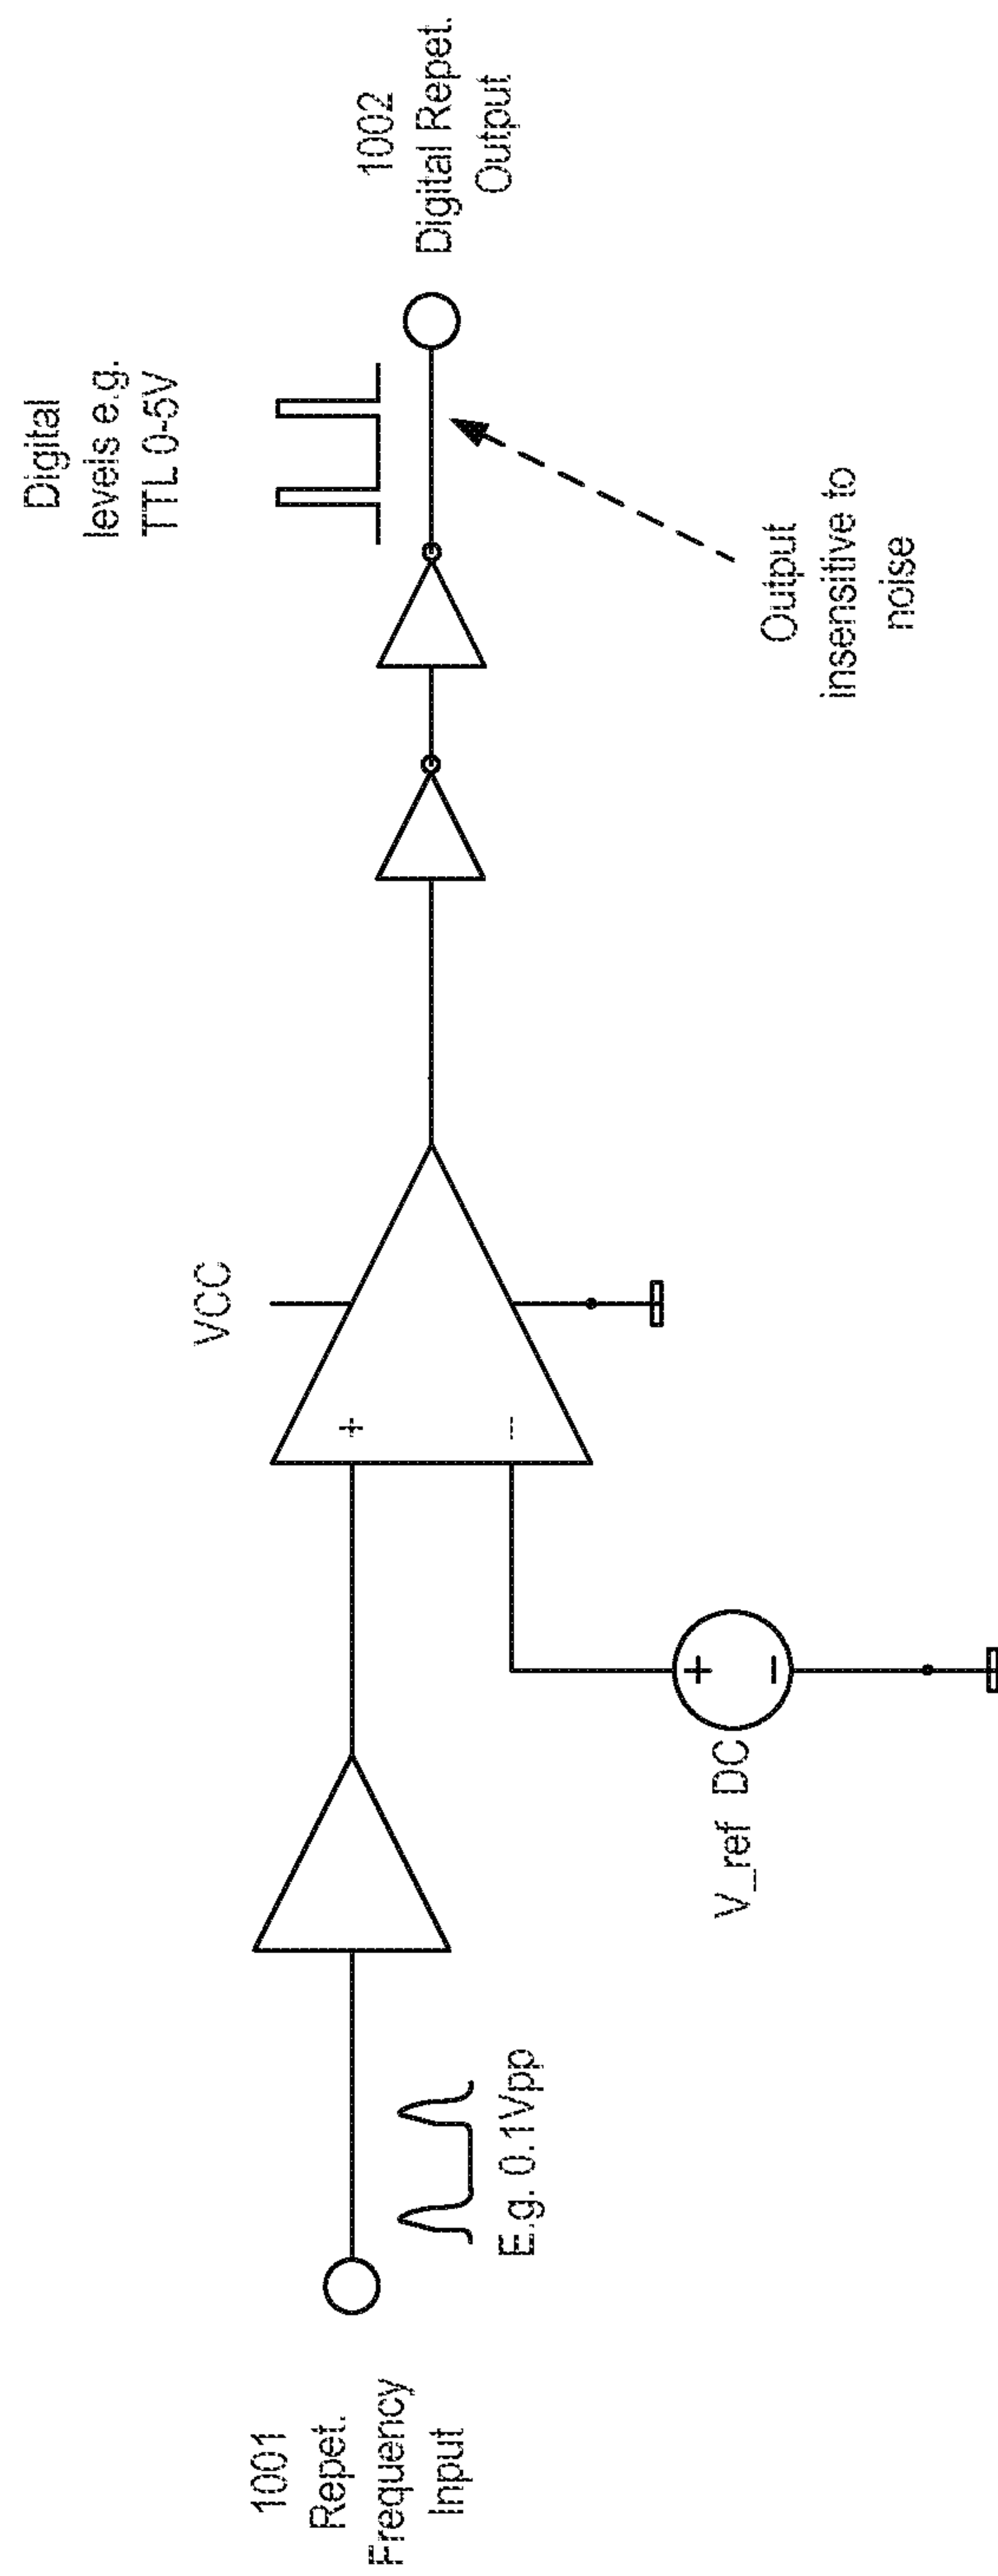 1001
Repet.
Frequency
Input
E.g. 0.1Vpp
V_ref DC
+
−
+
−
VCC
Digital
levels e.g.
TTL 0-5V
Output
insensitive to
noise
1002
Digital Repet.
Output